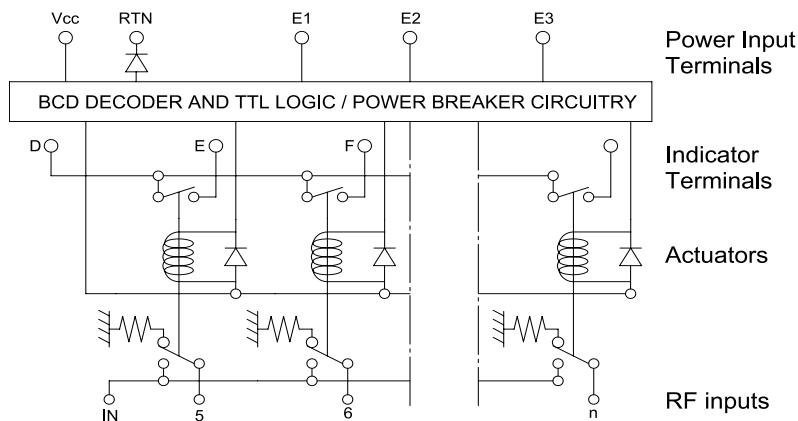 Vcc RTN E1 E2 E3
Power Input
Terminals
BCD DECODER AND TTL LOGIC / POWER BREAKER CIRCUITRY
D E F
Indicator
Terminals
Actuators
IN 5 6 n
RF inputs